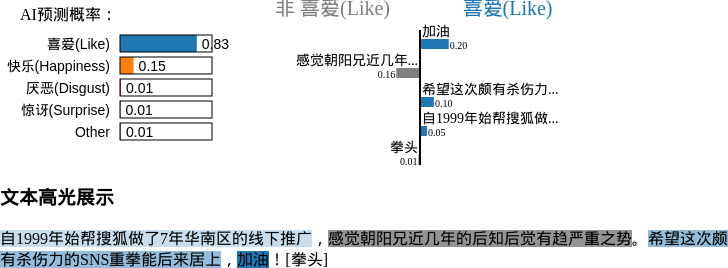 AI预测概率：
喜爱(Like) 0.83
快乐(Happiness) 0.15
厌恶(Disgust) 0.01
惊讶(Surprise) 0.01
Other 0.01
非 喜爱(Like) 喜爱(Like)
加油
0.20
感觉朝阳兄近几年...
0.16
希望这次颇有杀伤力...
0.10
自1999年始帮搜狐做...
0.05
拳头
0.01
文本高光展示
自1999年始帮搜狐做了7年华南区的线下推广，感觉朝阳兄近几年的后知后觉有趋严重之势。希望这次颇
有杀伤力的SNS重拳能后来居上，加油！[拳头]